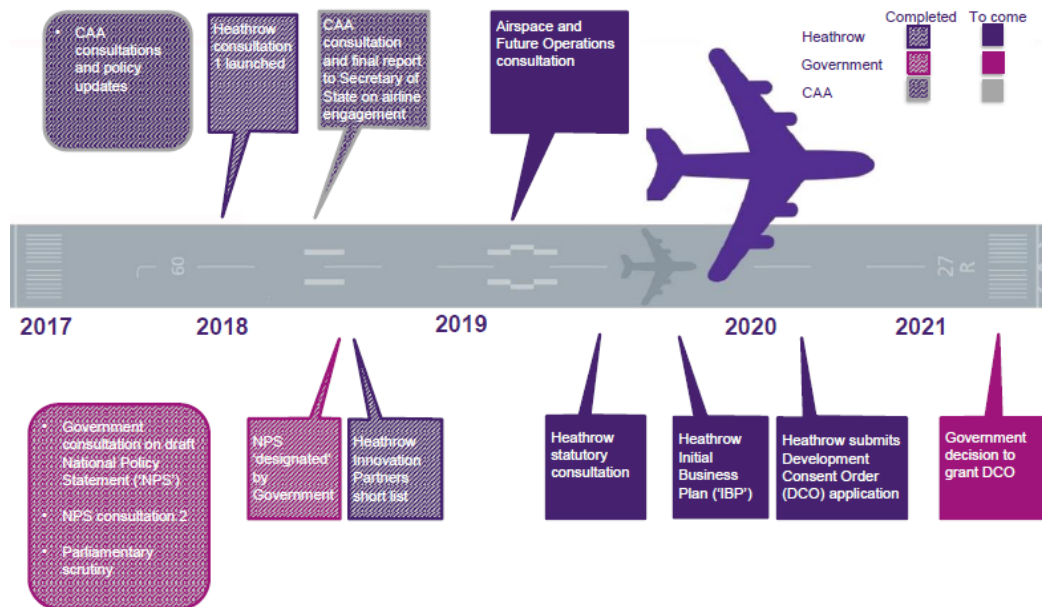 • CAA
consultations
and policy
updates
Heathrow
consultation
1 launched
CAA
consultation
and final report
to Secretary of
State on airline
engagement
Airspace and
Future Operations
consultation
Completed To come
Heathrow
Government
CAA
60
27
R
2017
2018
2019
2020
2021
• Government
consultation on draft
National Policy
Statement ('NPS')
• NPS consultation 2
• Parliamentary
scrutiny
NPS
'designated'
by
Government
Heathrow
Innovation
Partners
short list
Heathrow
statutory
consultation
Heathrow
Initial
Business
Plan ('IBP')
Heathrow submits
Development
Consent Order
(DCO) application
Government
decision to
grant DCO